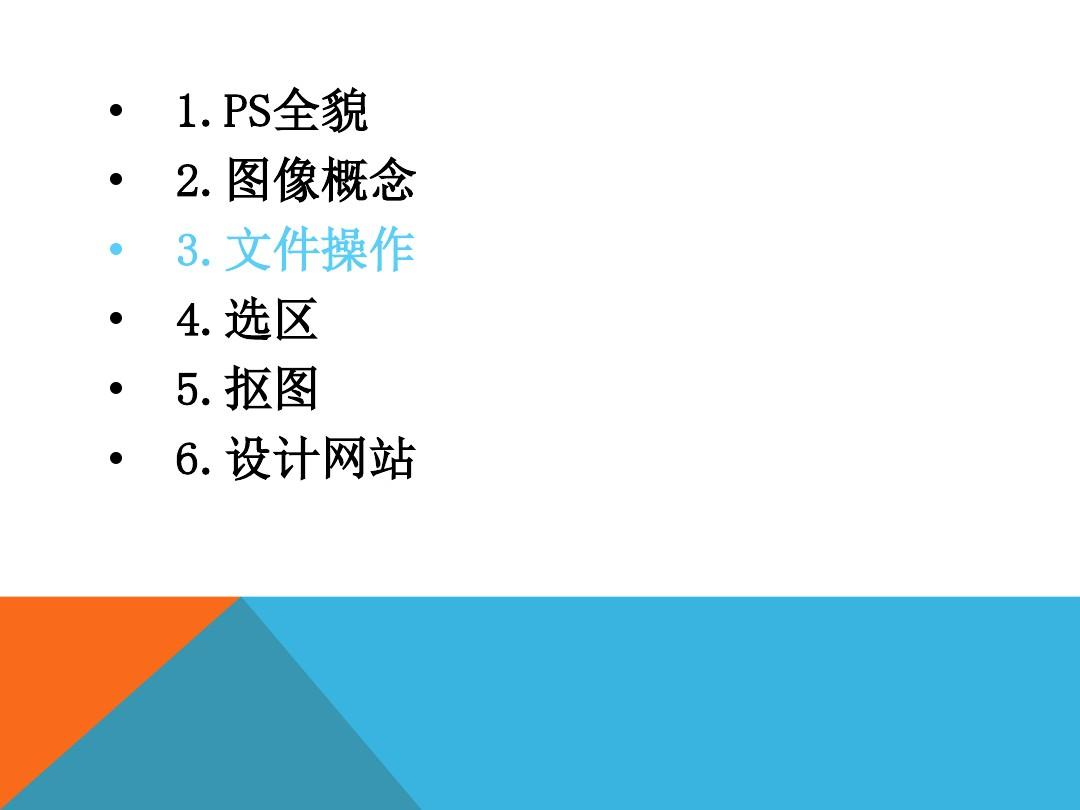 • 1.PS全貌
• 2.图像概念
• 3.文件操作
• 4.选区
• 5.抠图
• 6.设计网站